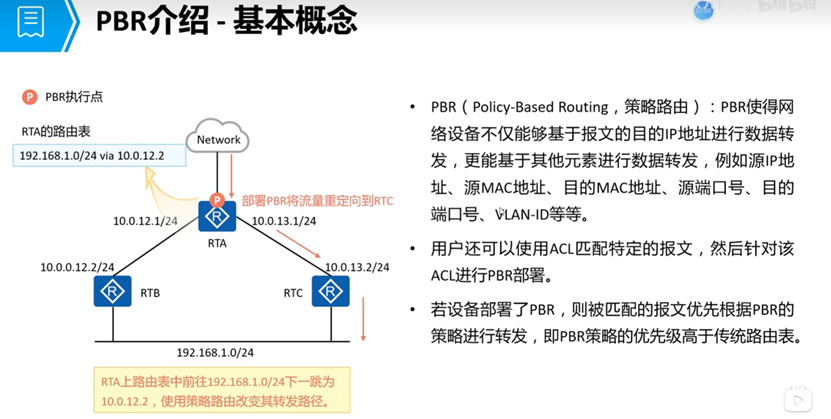 PBR介绍 - 基本概念
P PBR执行点
RTA的路由表
192.168.1.0/24 via 10.0.12.2
Network
P
部署PBR将流量重定向到RTC
10.0.12.1/24
R
10.0.13.1/24
RTA
10.0.0.12.2/24
10.0.13.2/24
R
RTB
RTC
R
192.168.1.0/24
RTA上路由表中前往192.168.1.0/24下一跳为
10.0.12.2，使用策略路由改变其转发路径。
• PBR（Policy-Based Routing，策略路由）：PBR使得网
络设备不仅能够基于报文的目的IP地址进行数据转
发，更能基于其他元素进行数据转发，例如源IP地
址、源MAC地址、目的MAC地址、源端口号、目的
端口号、VLAN-ID等等。
• 用户还可以使用ACL匹配特定的报文，然后针对该
ACL进行PBR部署。
• 若设备部署了PBR，则被匹配的报文优先根据PBR的
策略进行转发，即PBR策略的优先级高于传统路由表。